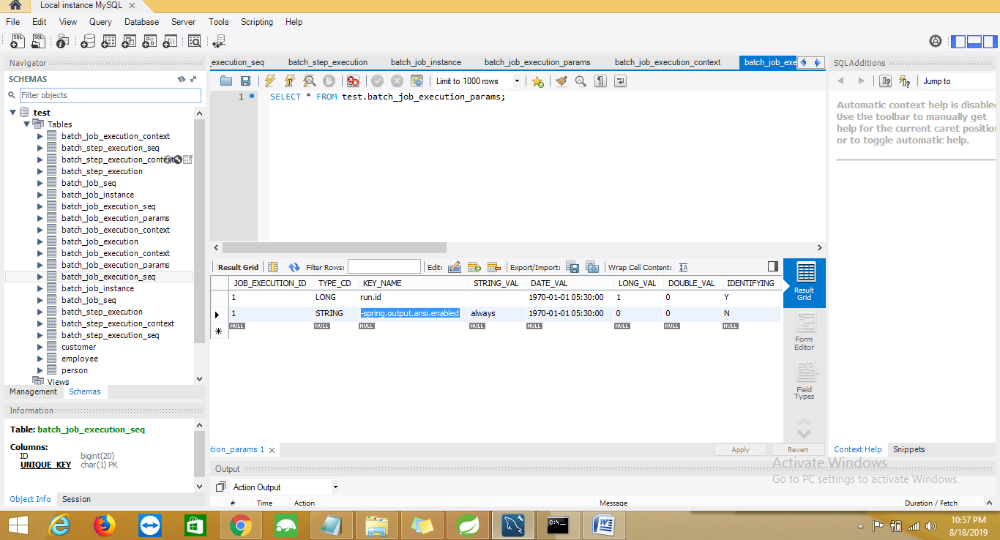 Local instance MySQL
File Edit View Query Database Server Tools Scripting Help
Navigator
SCHEMAS
Filter objects
test
Tables
batch_job_execution_context
batch_step_execution_seq
batch_step_execution_context
batch_step_execution
batch_job_seq
batch_job_instance
batch_job_execution_seq
batch_job_execution_params
batch_job_execution_context
batch_job_execution
batch_job_execution_context
batch_job_execution_params
batch_job_execution_seq
batch_job_instance
batch_job_seq
batch_step_execution
batch_step_execution_context
batch_step_execution_seq
customer
employee
person
Views
Management Schemas
Information
Table: batch_job_execution_seq
Columns:
ID bigint(20)
UNIQUE_KEY char(1) PK
Object Info Session
_execution_seq batch_step_execution batch_job_instance batch_job_execution_params batch_job_execution_context batch_job_exe
Limit to 1000 rows
1 SELECT * FROM test.batch_job_execution_params;
Result Grid Filter Rows: Edit: Export/Import: Wrap Cell Content:
JOB_EXECUTION_ID TYPE_CD KEY_NAME STRING_VAL DATE_VAL LONG_VAL DOUBLE_VAL IDENTIFYING
1 LONG run.id 1970-01-01 05:30:00 1 0 Y
1 STRING -spring.output.ansi.enabled always 1970-01-01 05:30:00 0 0 N
NULL NULL NULL NULL NULL NULL NULL NULL
Result
Grid
Form
Editor
Field
Types
tion_params 1
Apply Revert
Output
Action Output
# Time Action Message Duration / Fetch
SQLAdditions
Jump to
Automatic context help is disabled
Use the toolbar to manually get
help for the current caret position
or to toggle automatic help.
Context Help Snippets
Activate Windows
Go to PC settings to activate Windows.
10:57 PM
8/18/2019